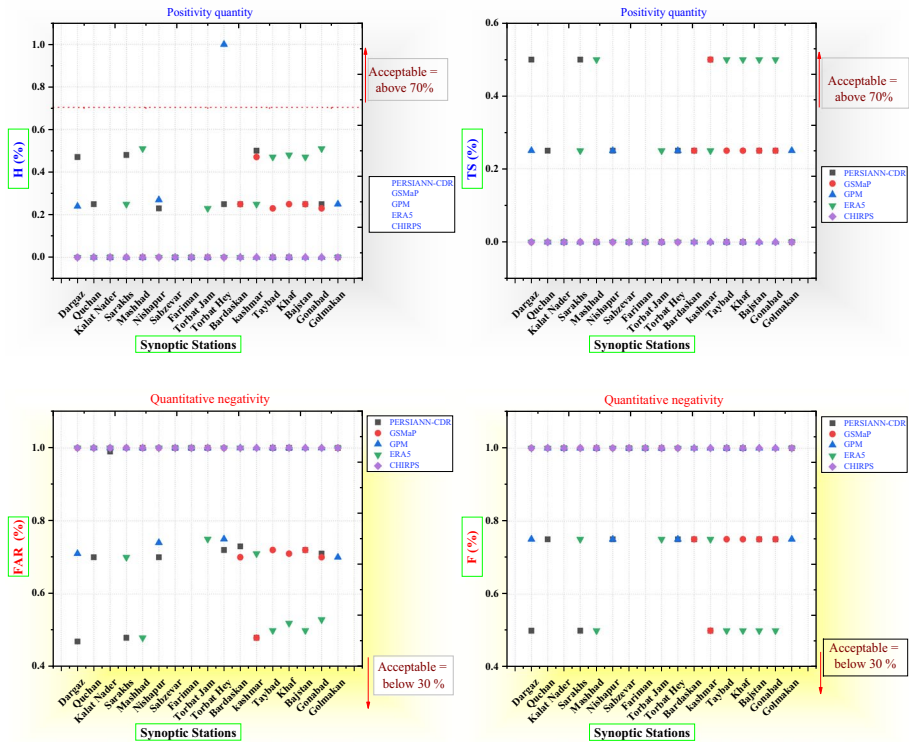 Positivity quantity
H (%)
1.0
0.8
0.6
0.4
0.2
0.0
Acceptable =
above 70%
PERSIANN-CDR
GSMaP
GPM
ERA5
CHIRPS
Dargaz
Quchan
Kalat Nader
Sarakhs
Mashhad
Nishapur
Sabzevar
Fariman
Torbat Jam
Torbat Hey
Bardaskan
kashmar
Taybad
Khaf
Bajstan
Gonabad
Golmakan
Synoptic Stations
Positivity quantity
TS (%)
0.6
0.4
0.2
0.0
Acceptable =
above 70%
PERSIANN-CDR
GSMaP
GPM
ERA5
CHIRPS
Dargaz
Quchan
Kalat Nader
Sarakhs
Mashhad
Nishapur
Sabzevar
Fariman
Torbat Jam
Torbat Hey
Bardaskan
kashmar
Taybad
Khaf
Bajstan
Gonabad
Golmakan
Synoptic Stations
Quantitative negativity
FAR (%)
1.0
0.8
0.6
0.4
PERSIANN-CDR
GSMaP
GPM
ERA5
CHIRPS
Acceptable =
below 30 %
Dargaz
Quchan
Kalat Nader
Sarakhs
Mashhad
Nishapur
Sabzevar
Fariman
Torbat Jam
Torbat Hey
Bardaskan
kashmar
Taybad
Khaf
Bajstan
Gonabad
Golmakan
Synoptic Stations
Quantitative negativity
F (%)
1.0
0.8
0.6
0.4
PERSIANN-CDR
GSMaP
GPM
ERA5
CHIRPS
Acceptable =
below 30 %
Dargaz
Quchan
Kalat Nader
Sarakhs
Mashhad
Nishapur
Sabzevar
Fariman
Torbat Jam
Torbat Hey
Bardaskan
kashmar
Taybad
Khaf
Bajstan
Gonabad
Golmakan
Synoptic Stations